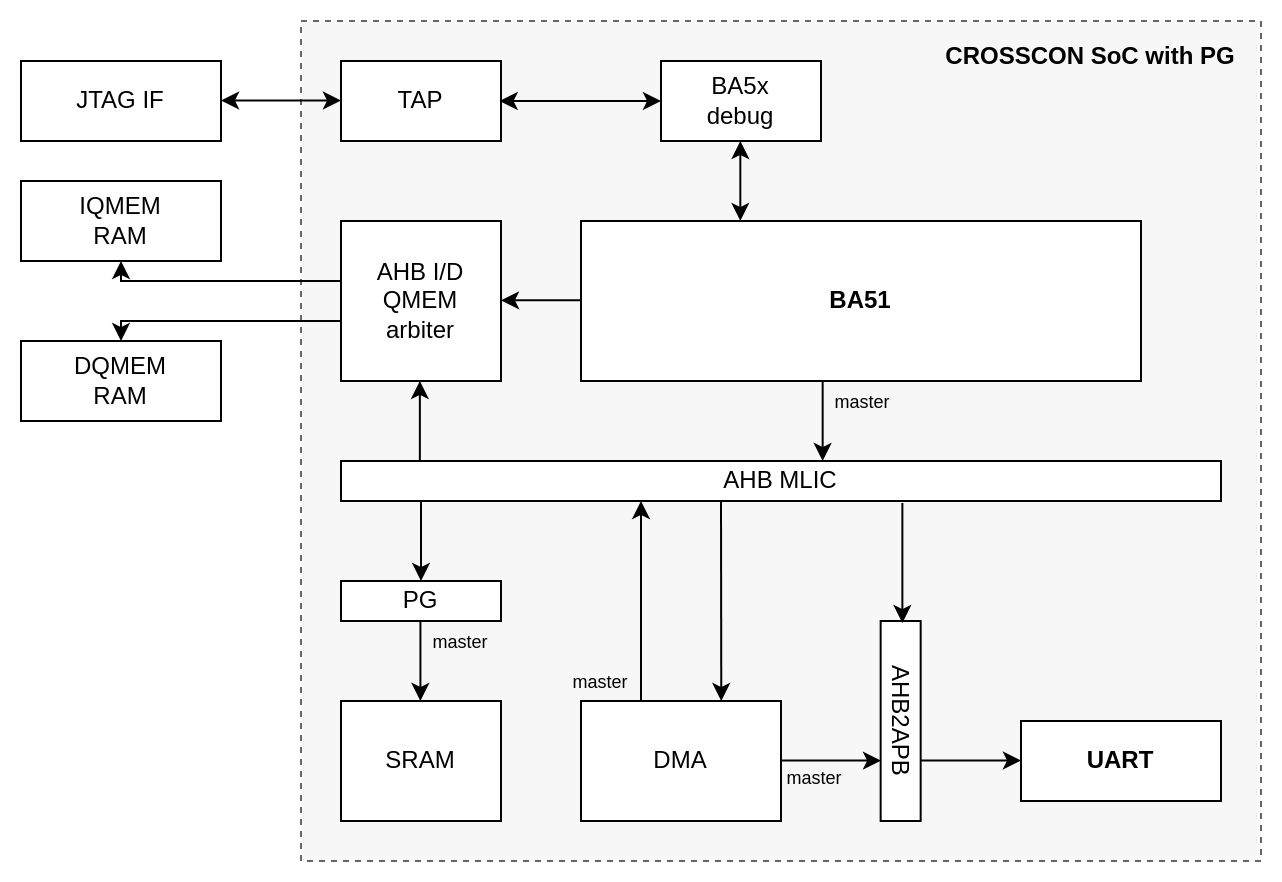 CROSSCON SoC with PG
JTAG IF
TAP
BA5x
debug
IQMEM
RAM
AHB I/D
QMEM
arbiter
BA51
DQMEM
RAM
master
AHB MLIC
PG
master
master
SRAM
DMA
master
AHB2APB
UART